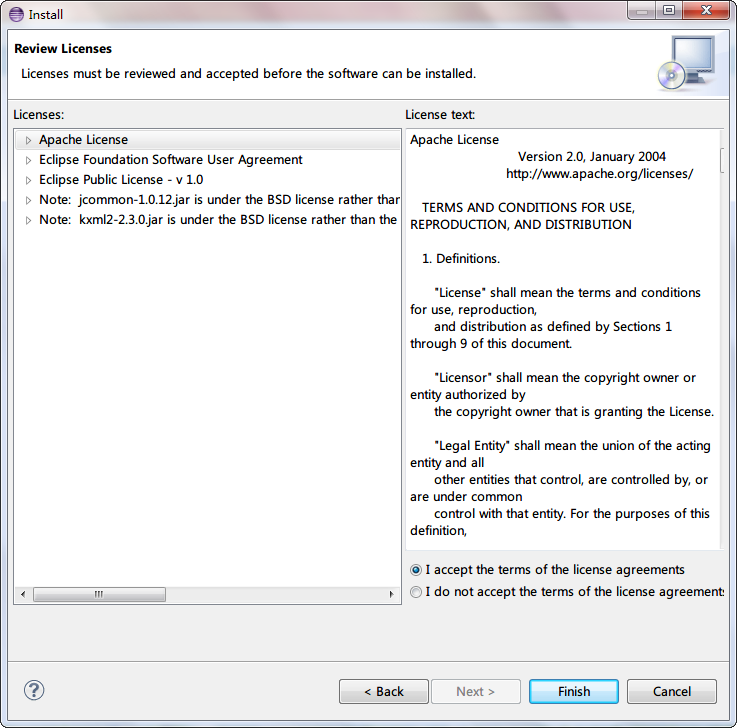 Install
Review Licenses
Licenses must be reviewed and accepted before the software can be installed.
Licenses:
Apache License
Eclipse Foundation Software User Agreement
Eclipse Public License - v 1.0
Note:  jcommon-1.0.12.jar is under the BSD license rather than
Note:  kxml2-2.3.0.jar is under the BSD license rather than the
License text:
Apache License
Version 2.0, January 2004
http://www.apache.org/licenses/
TERMS AND CONDITIONS FOR USE,
REPRODUCTION, AND DISTRIBUTION
1. Definitions.
"License" shall mean the terms and conditions
for use, reproduction,
and distribution as defined by Sections 1
through 9 of this document.
"Licensor" shall mean the copyright owner or
entity authorized by
the copyright owner that is granting the License.
"Legal Entity" shall mean the union of the acting
entity and all
other entities that control, are controlled by, or
are under common
control with that entity. For the purposes of this
definition,
I accept the terms of the license agreements
I do not accept the terms of the license agreements
< Back
Next >
Finish
Cancel